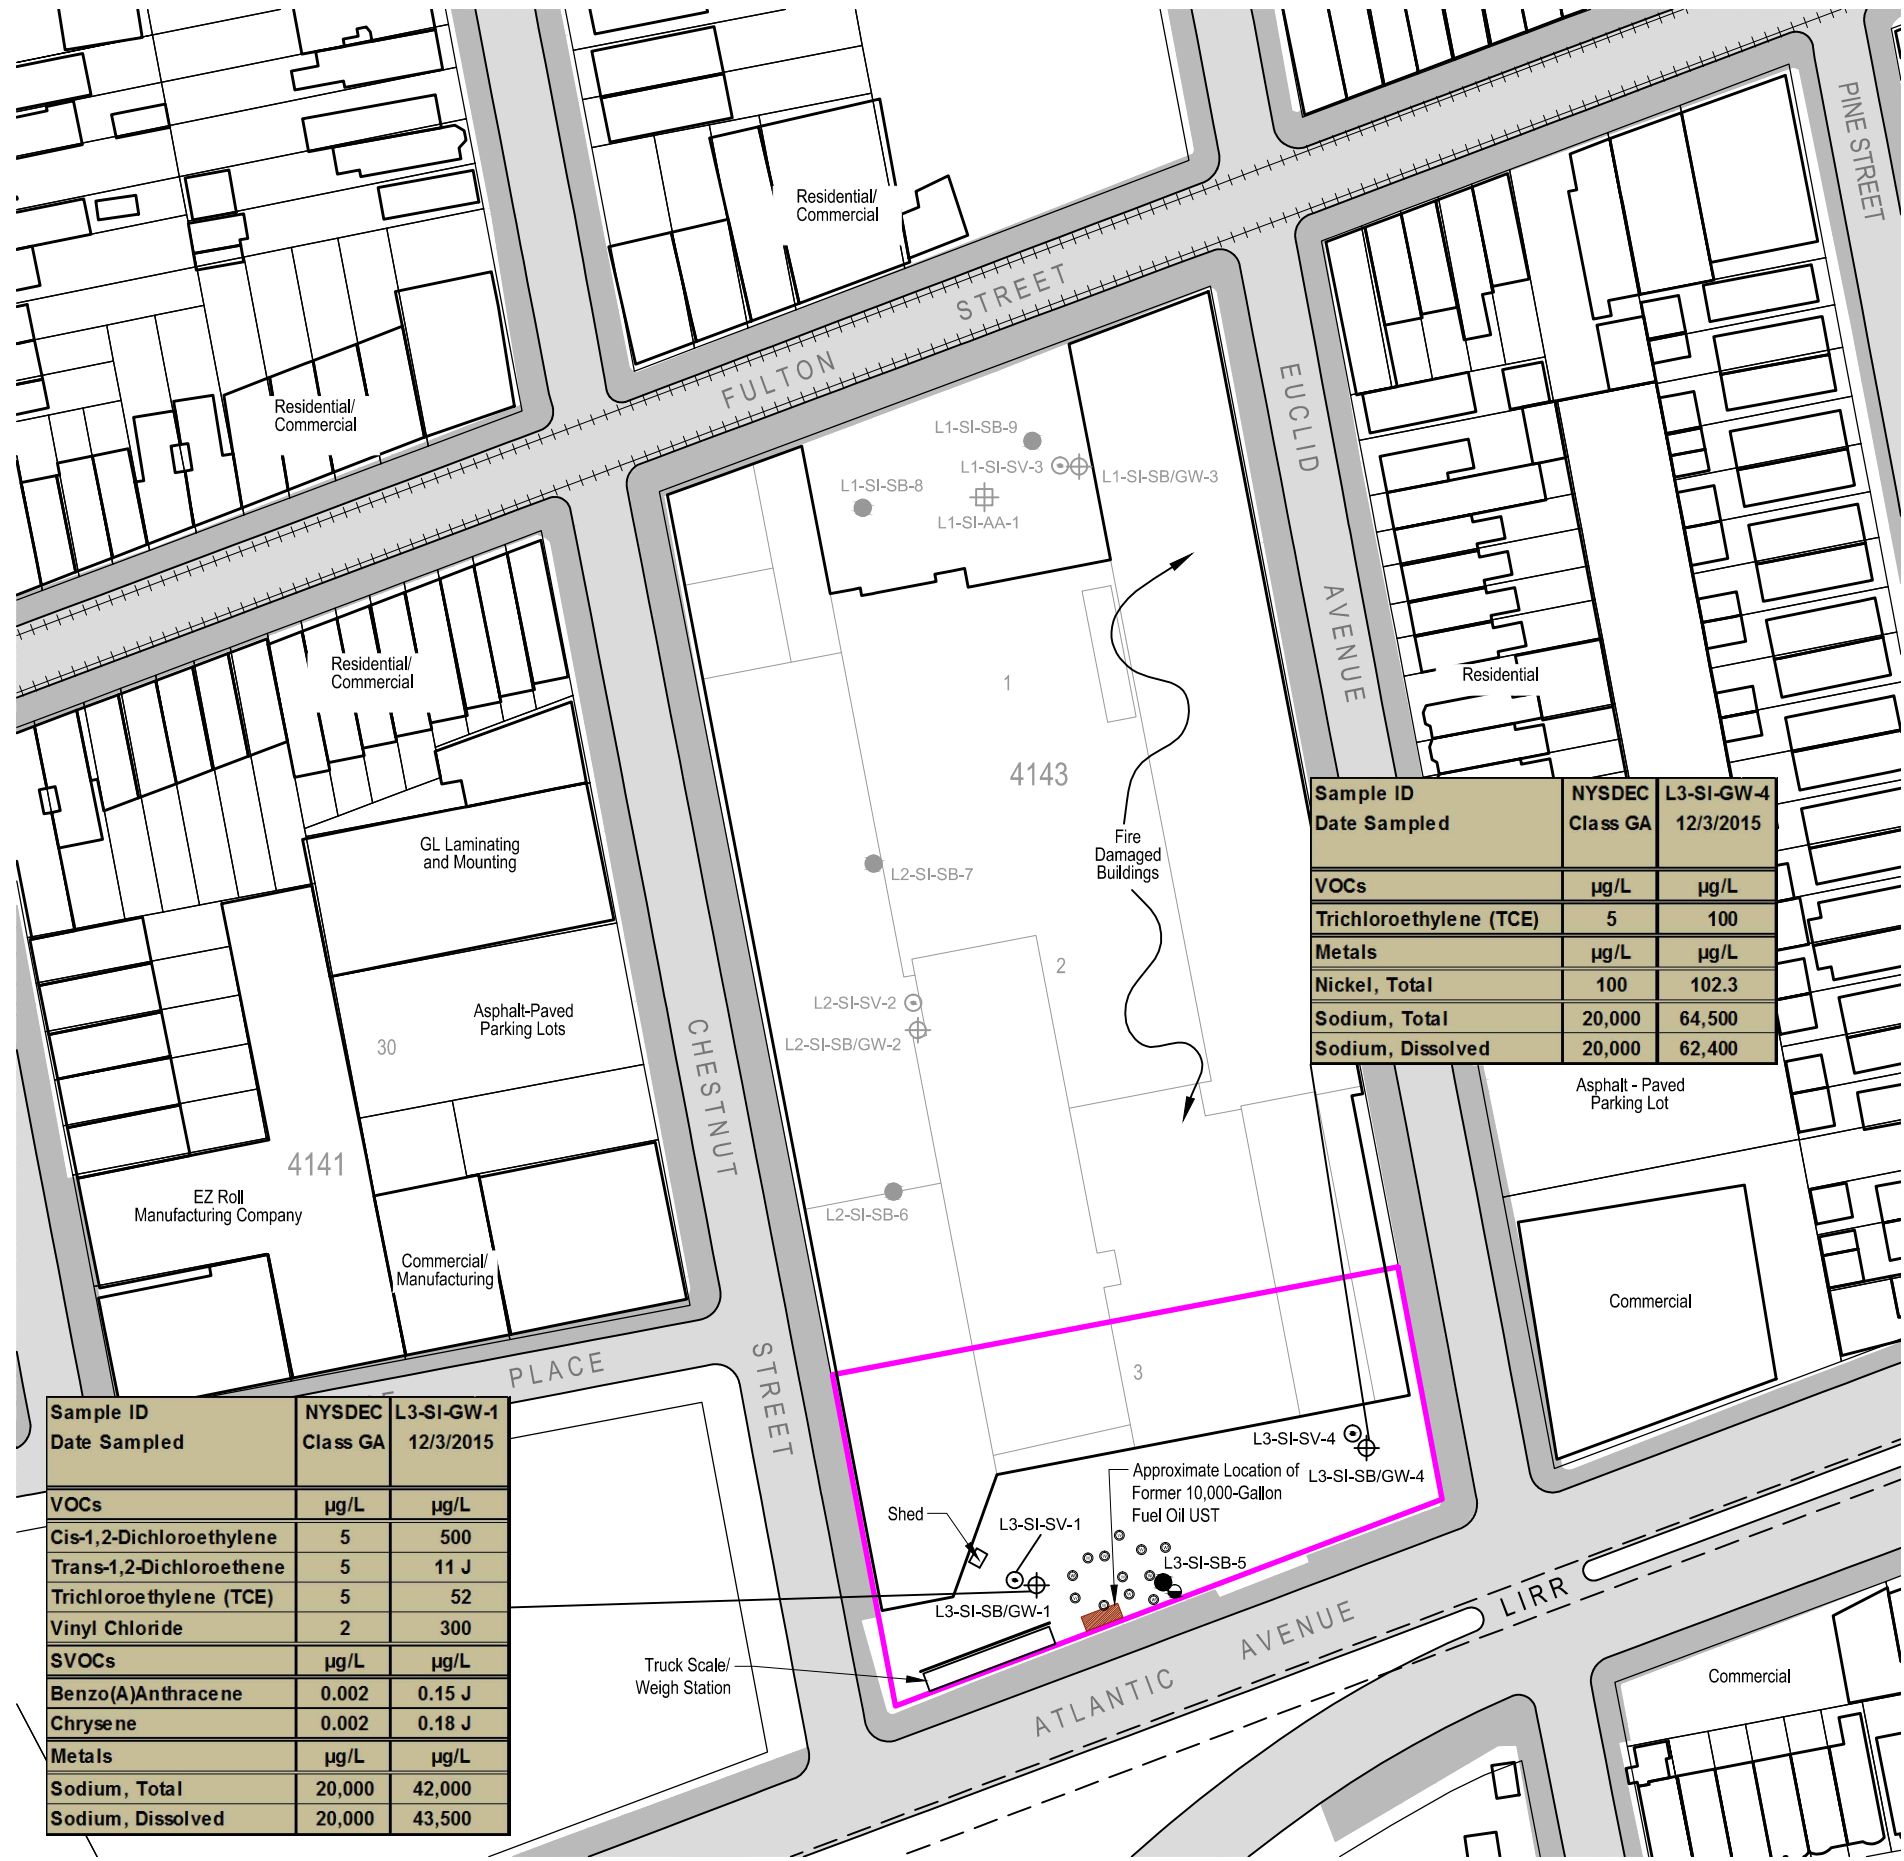 PINE STREET
Residential/
Commercial
FULTON STREET
EUCLID AVENUE
Residential/
Commercial
L1-SI-SB-9
L1-SI-SV-3
L1-SI-SB/GW-3
L1-SI-SB-8
L1-SI-AA-1
Residential/
Commercial
Residential
1
4143
GL Laminating
and Mounting
Fire
Damaged
Buildings
L2-SI-SB-7
2
Asphalt-Paved
Parking Lots
30
L2-SI-SV-2
L2-SI-SB/GW-2
CHESTNUT STREET
Sample ID NYSDEC L3-SI-GW-4
Date Sampled Class GA 12/3/2015
VOCs µg/L µg/L
Trichloroethylene (TCE) 5 100
Metals µg/L µg/L
Nickel, Total 100 102.3
Sodium, Total 20,000 64,500
Sodium, Dissolved 20,000 62,400
Asphalt - Paved
Parking Lot
4141
EZ Roll
Manufacturing Company
L2-SI-SB-6
Commercial/
Manufacturing
Commercial
PLACE
3
Sample ID NYSDEC L3-SI-GW-1
Date Sampled Class GA 12/3/2015
VOCs µg/L µg/L
Cis-1,2-Dichloroethylene 5 500
Trans-1,2-Dichloroethene 5 11 J
Trichloroethylene (TCE) 5 52
Vinyl Chloride 2 300
SVOCs µg/L µg/L
Benzo(A)Anthracene 0.002 0.15 J
Chrysene 0.002 0.18 J
Metals µg/L µg/L
Sodium, Total 20,000 42,000
Sodium, Dissolved 20,000 43,500
L3-SI-SV-4
L3-SI-SB/GW-4
Approximate Location of
Former 10,000-Gallon
Fuel Oil UST
Shed
L3-SI-SV-1
L3-SI-SB-5
L3-SI-SB/GW-1
Truck Scale/
Weigh Station
ATLANTIC AVENUE
LIRR
Commercial